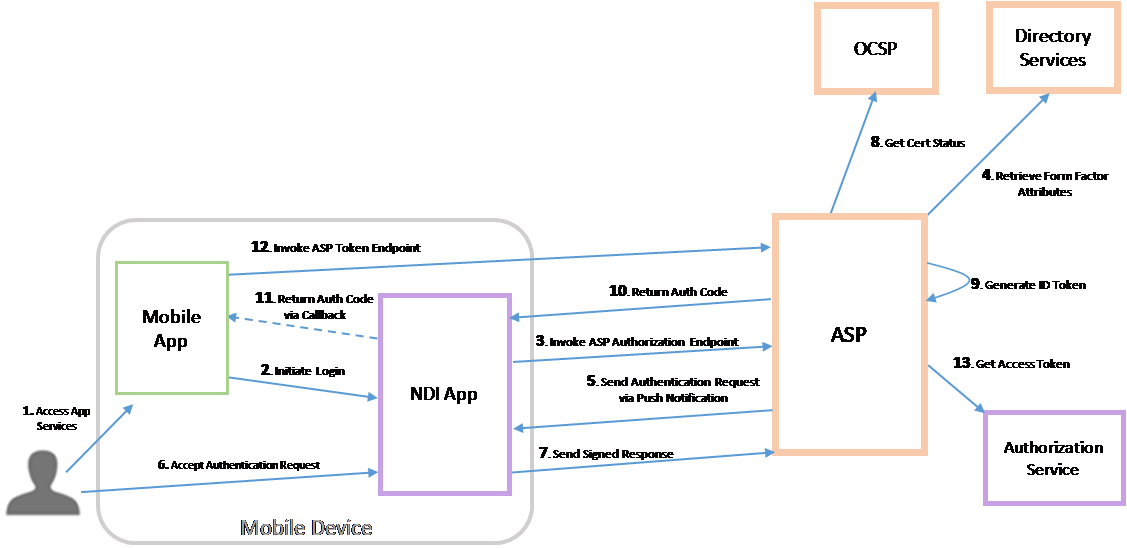 OCSP
Directory
Services
8. Get Cert Status
4. Retrieve Form Factor
Attributes
12. Invoke ASP Token Endpoint
Mobile
App
11. Return Auth Code
via Callback
10. Return Auth Code
9. Generate ID Token
ASP
3. Invoke ASP Authorization Endpoint
2. Initiate Login
NDI App
5. Send Authentication Request
via Push Notification
13. Get Access Token
1. Access App
Services
6. Accept Authentication Request
7. Send Signed Response
Authorization
Service
Mobile Device